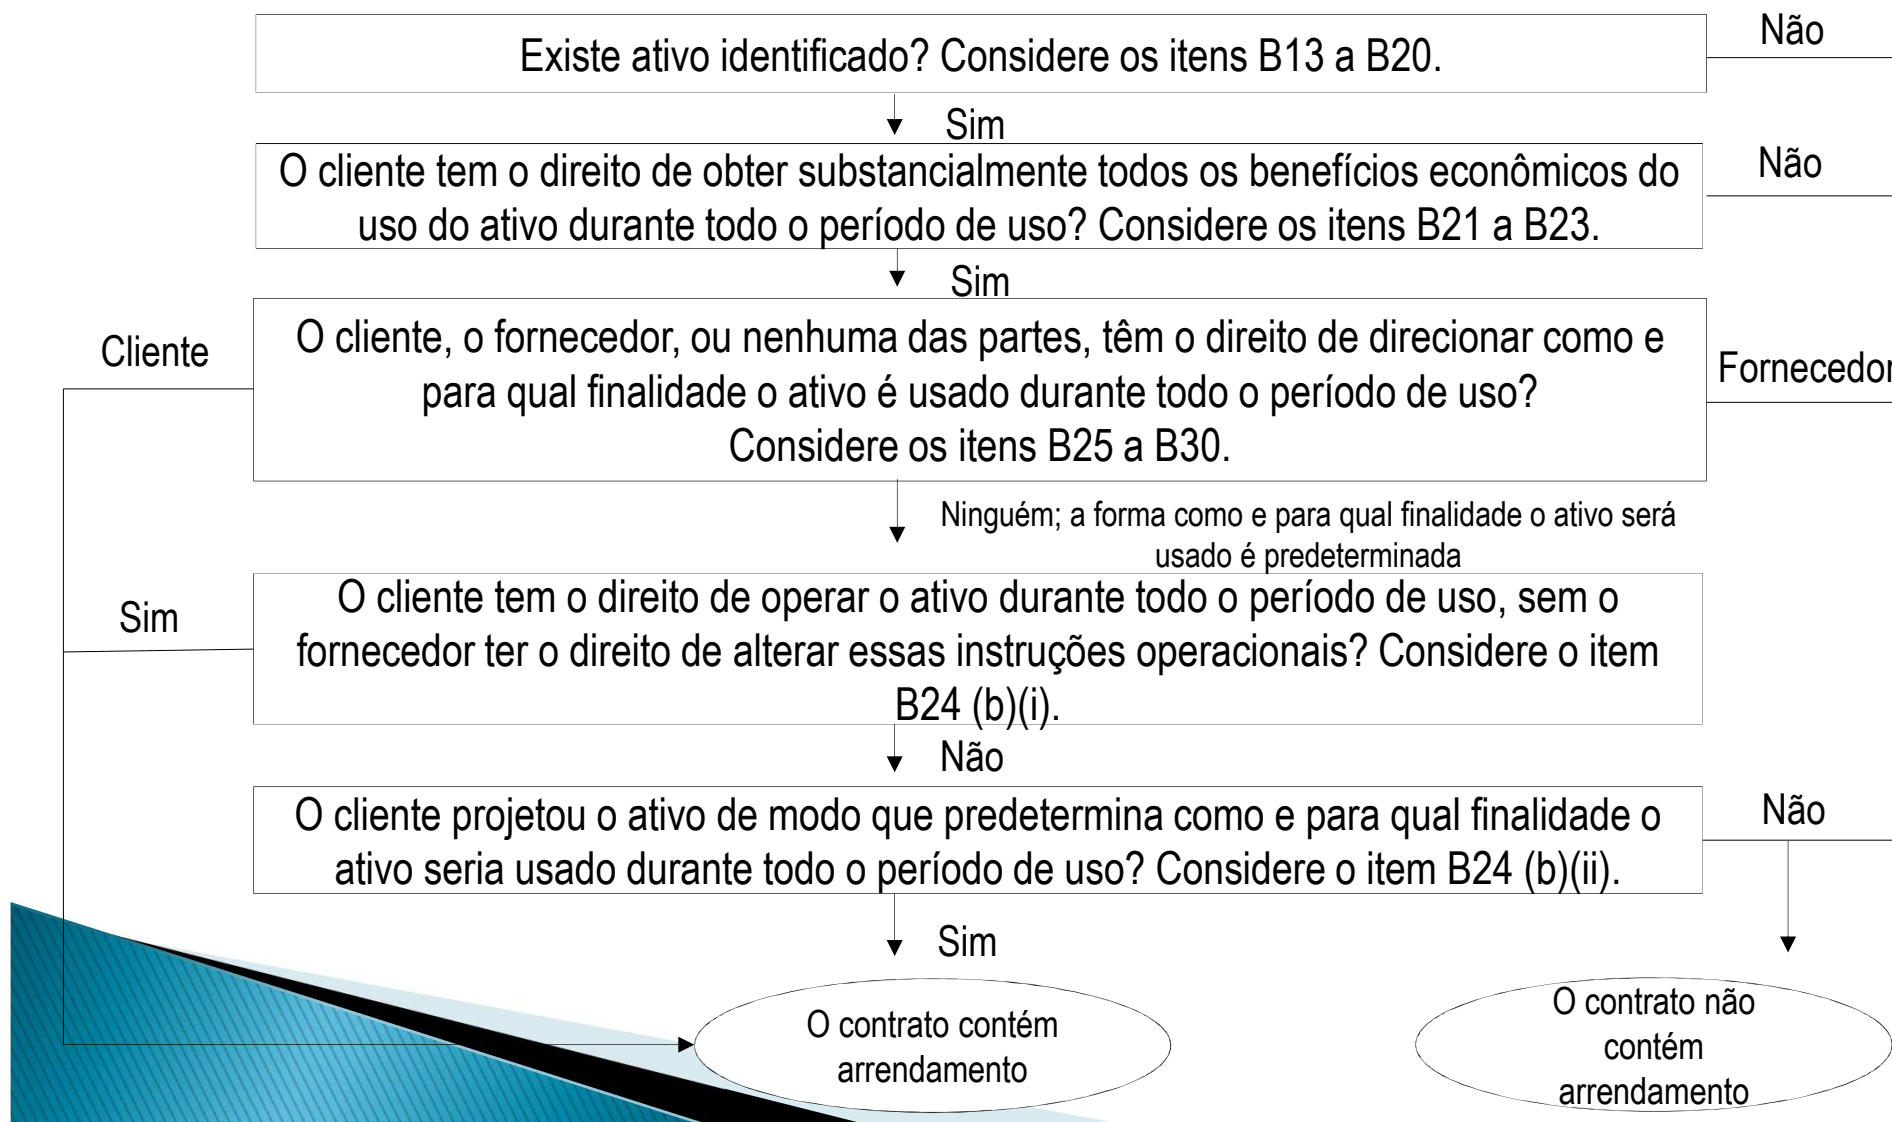 Existe ativo identificado? Considere os itens B13 a B20.
Não
Sim
O cliente tem o direito de obter substancialmente todos os benefícios econômicos do
uso do ativo durante todo o período de uso? Considere os itens B21 a B23.
Não
Sim
Cliente
O cliente, o fornecedor, ou nenhuma das partes, têm o direito de direcionar como e
para qual finalidade o ativo é usado durante todo o período de uso?
Considere os itens B25 a B30.
Fornecedor
Ninguém; a forma como e para qual finalidade o ativo será
usado é predeterminada
Sim
O cliente tem o direito de operar o ativo durante todo o período de uso, sem o
fornecedor ter o direito de alterar essas instruções operacionais? Considere o item
B24 (b)(i).
Não
O cliente projetou o ativo de modo que predetermina como e para qual finalidade o
ativo seria usado durante todo o período de uso? Considere o item B24 (b)(ii).
Não
Sim
O contrato contém
arrendamento
O contrato não
contém
arrendamento